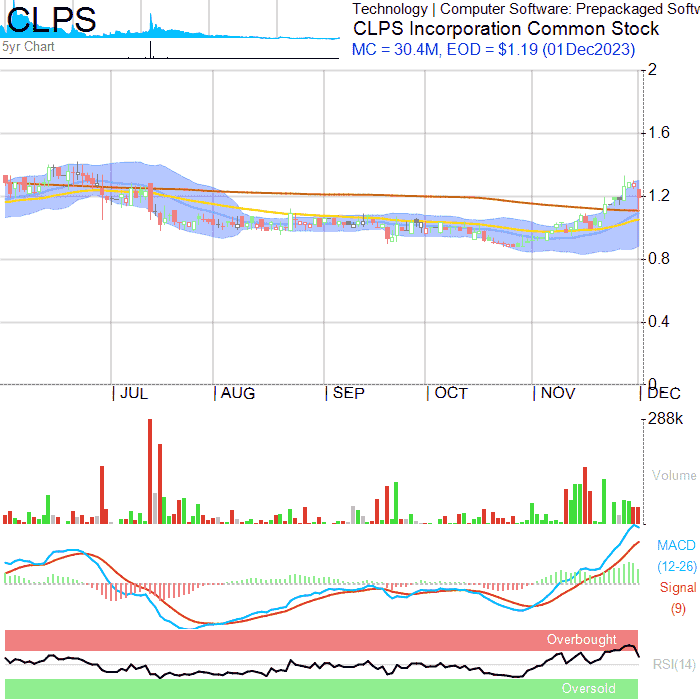 CLPS
5yr Chart
Technology | Computer Software: Prepackaged Softw
CLPS Incorporation Common Stock
MC = 30.4M, EOD = $1.19 (01Dec2023)
2
1.6
1.2
0.8
0.4
0
| JUL | AUG | SEP | OCT | NOV | DEC
288k
Volume
MACD
(12-26)
Signal
(9)
Overbought
RSI(14)
Oversold